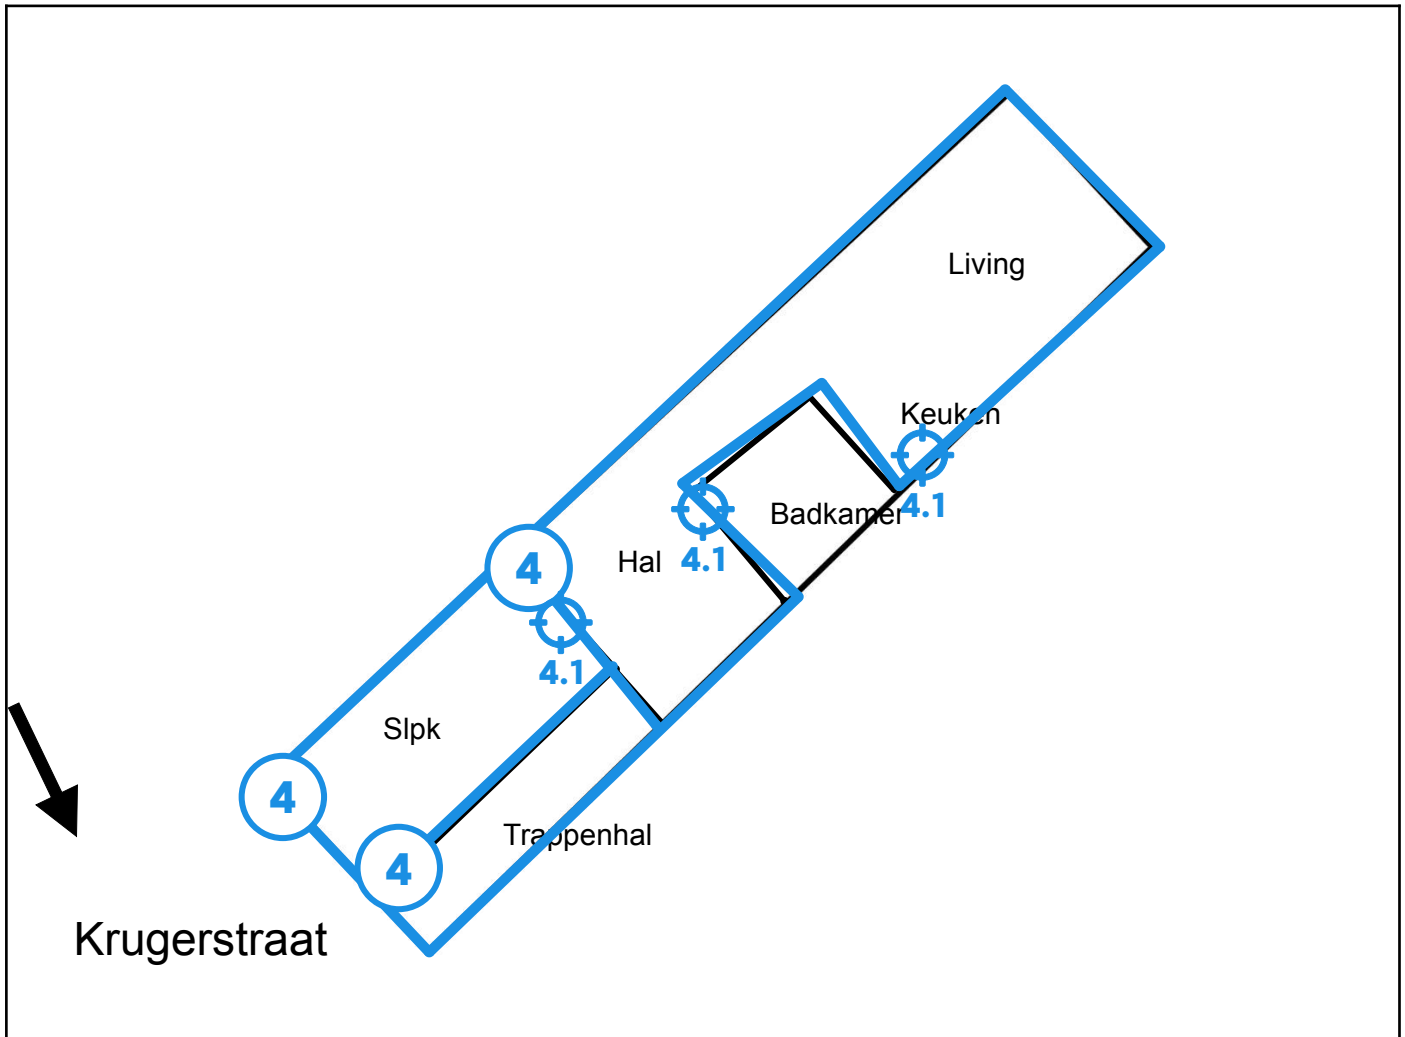 Living
Keuken
4.1
Badkamer
Hal
4.1
4
4.1
Slpk
4
Trappenhal
4
Krugerstraat